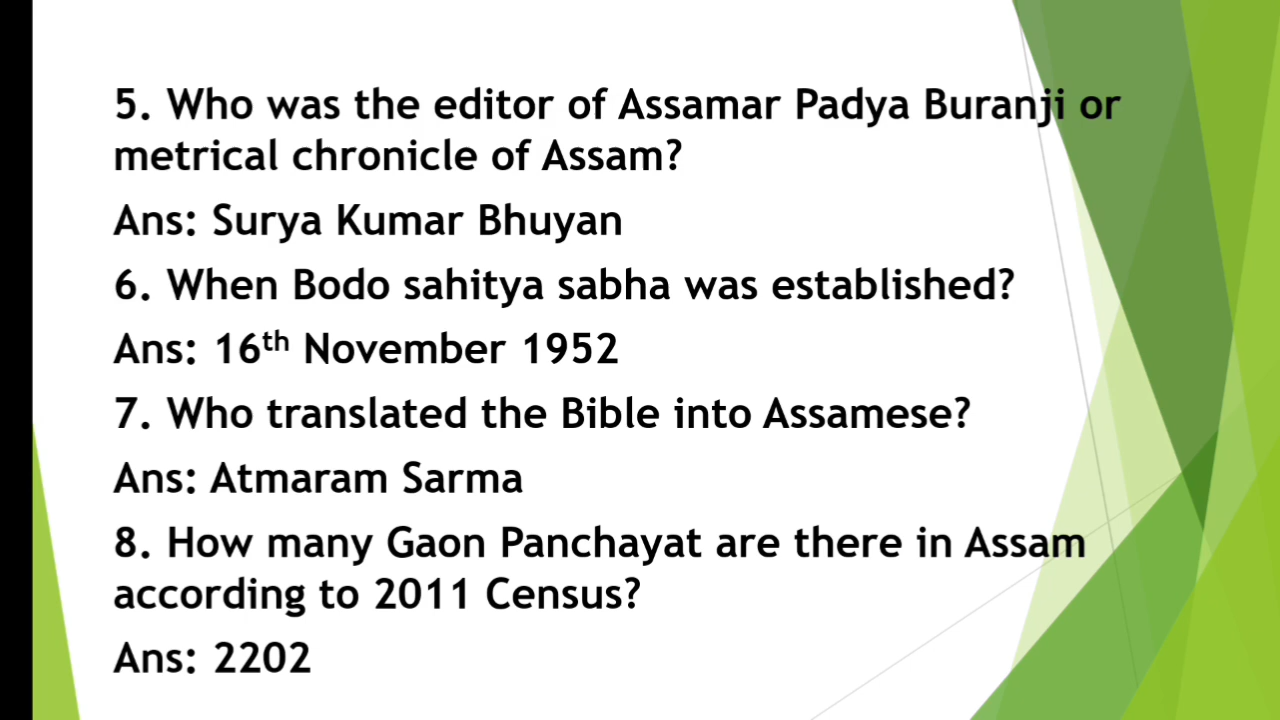 5. Who was the editor of Assamar Padya Buranji or
metrical chronicle of Assam?
Ans: Surya Kumar Bhuyan
6. When Bodo sahitya sabha was established?
Ans: 16th November 1952
7. Who translated the Bible into Assamese?
Ans: Atmaram Sarma
8. How many Gaon Panchayat are there in Assam
according to 2011 Census?
Ans: 2202